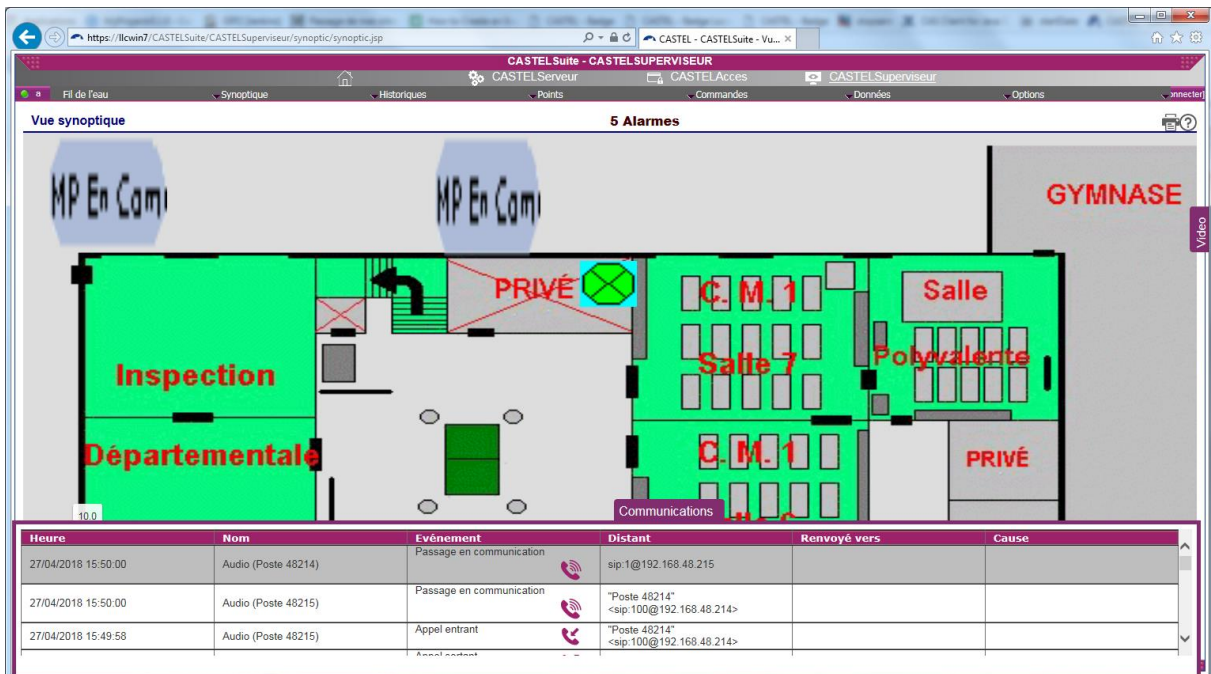 https://llcwin7/CASTELSuite/CASTELSuperviseur/synoptic/synoptic.jsp
CASTEL - CASTELSuite - Vu...
CASTELSuite - CASTELSUPERVISEUR
CASTELServeur CASTELAcces CASTELSuperviseur
a Fil de l'eau Synoptique Historiques Points Commandes Données Options onnecter]
Vue synoptique 5 Alarmes
MP En Cam MP En Cam
GYMNASE
Video
PRIVÉ C. M. 1 Salle
Inspection Salle 7 Polyvalente
Départementale C. M. 1 PRIVÉ
10.0 Communications
Heure Nom Evénement Distant Renvoyé vers Cause
27/04/2018 15:50:00 Audio (Poste 48214) Passage en communication sip:1@192.168.48.215
27/04/2018 15:50:00 Audio (Poste 48215) Passage en communication "Poste 48214"
<sip:100@192.168.48.214>
27/04/2018 15:49:58 Audio (Poste 48215) Appel entrant "Poste 48214"
<sip:100@192.168.48.214>
Appel sortant